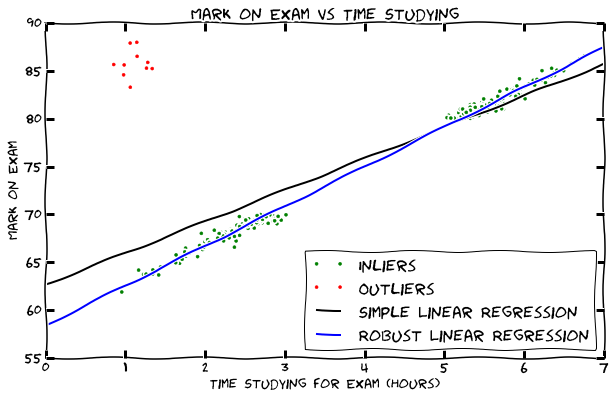 MARK ON EXAM VS TIME STUDYING
90
85
80
75
70
65
60
55
MARK ON EXAM
INLIERS
OUTLIERS
SIMPLE LINEAR REGRESSION
ROBUST LINEAR REGRESSION
0 1 2 3 4 5 6 7
TIME STUDYING FOR EXAM (HOURS)